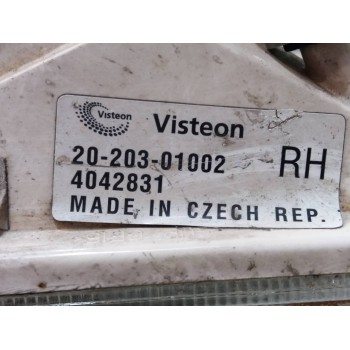 Visteon Visteon
20-203-01002 RH
4042831
MADE IN CZECH REP.